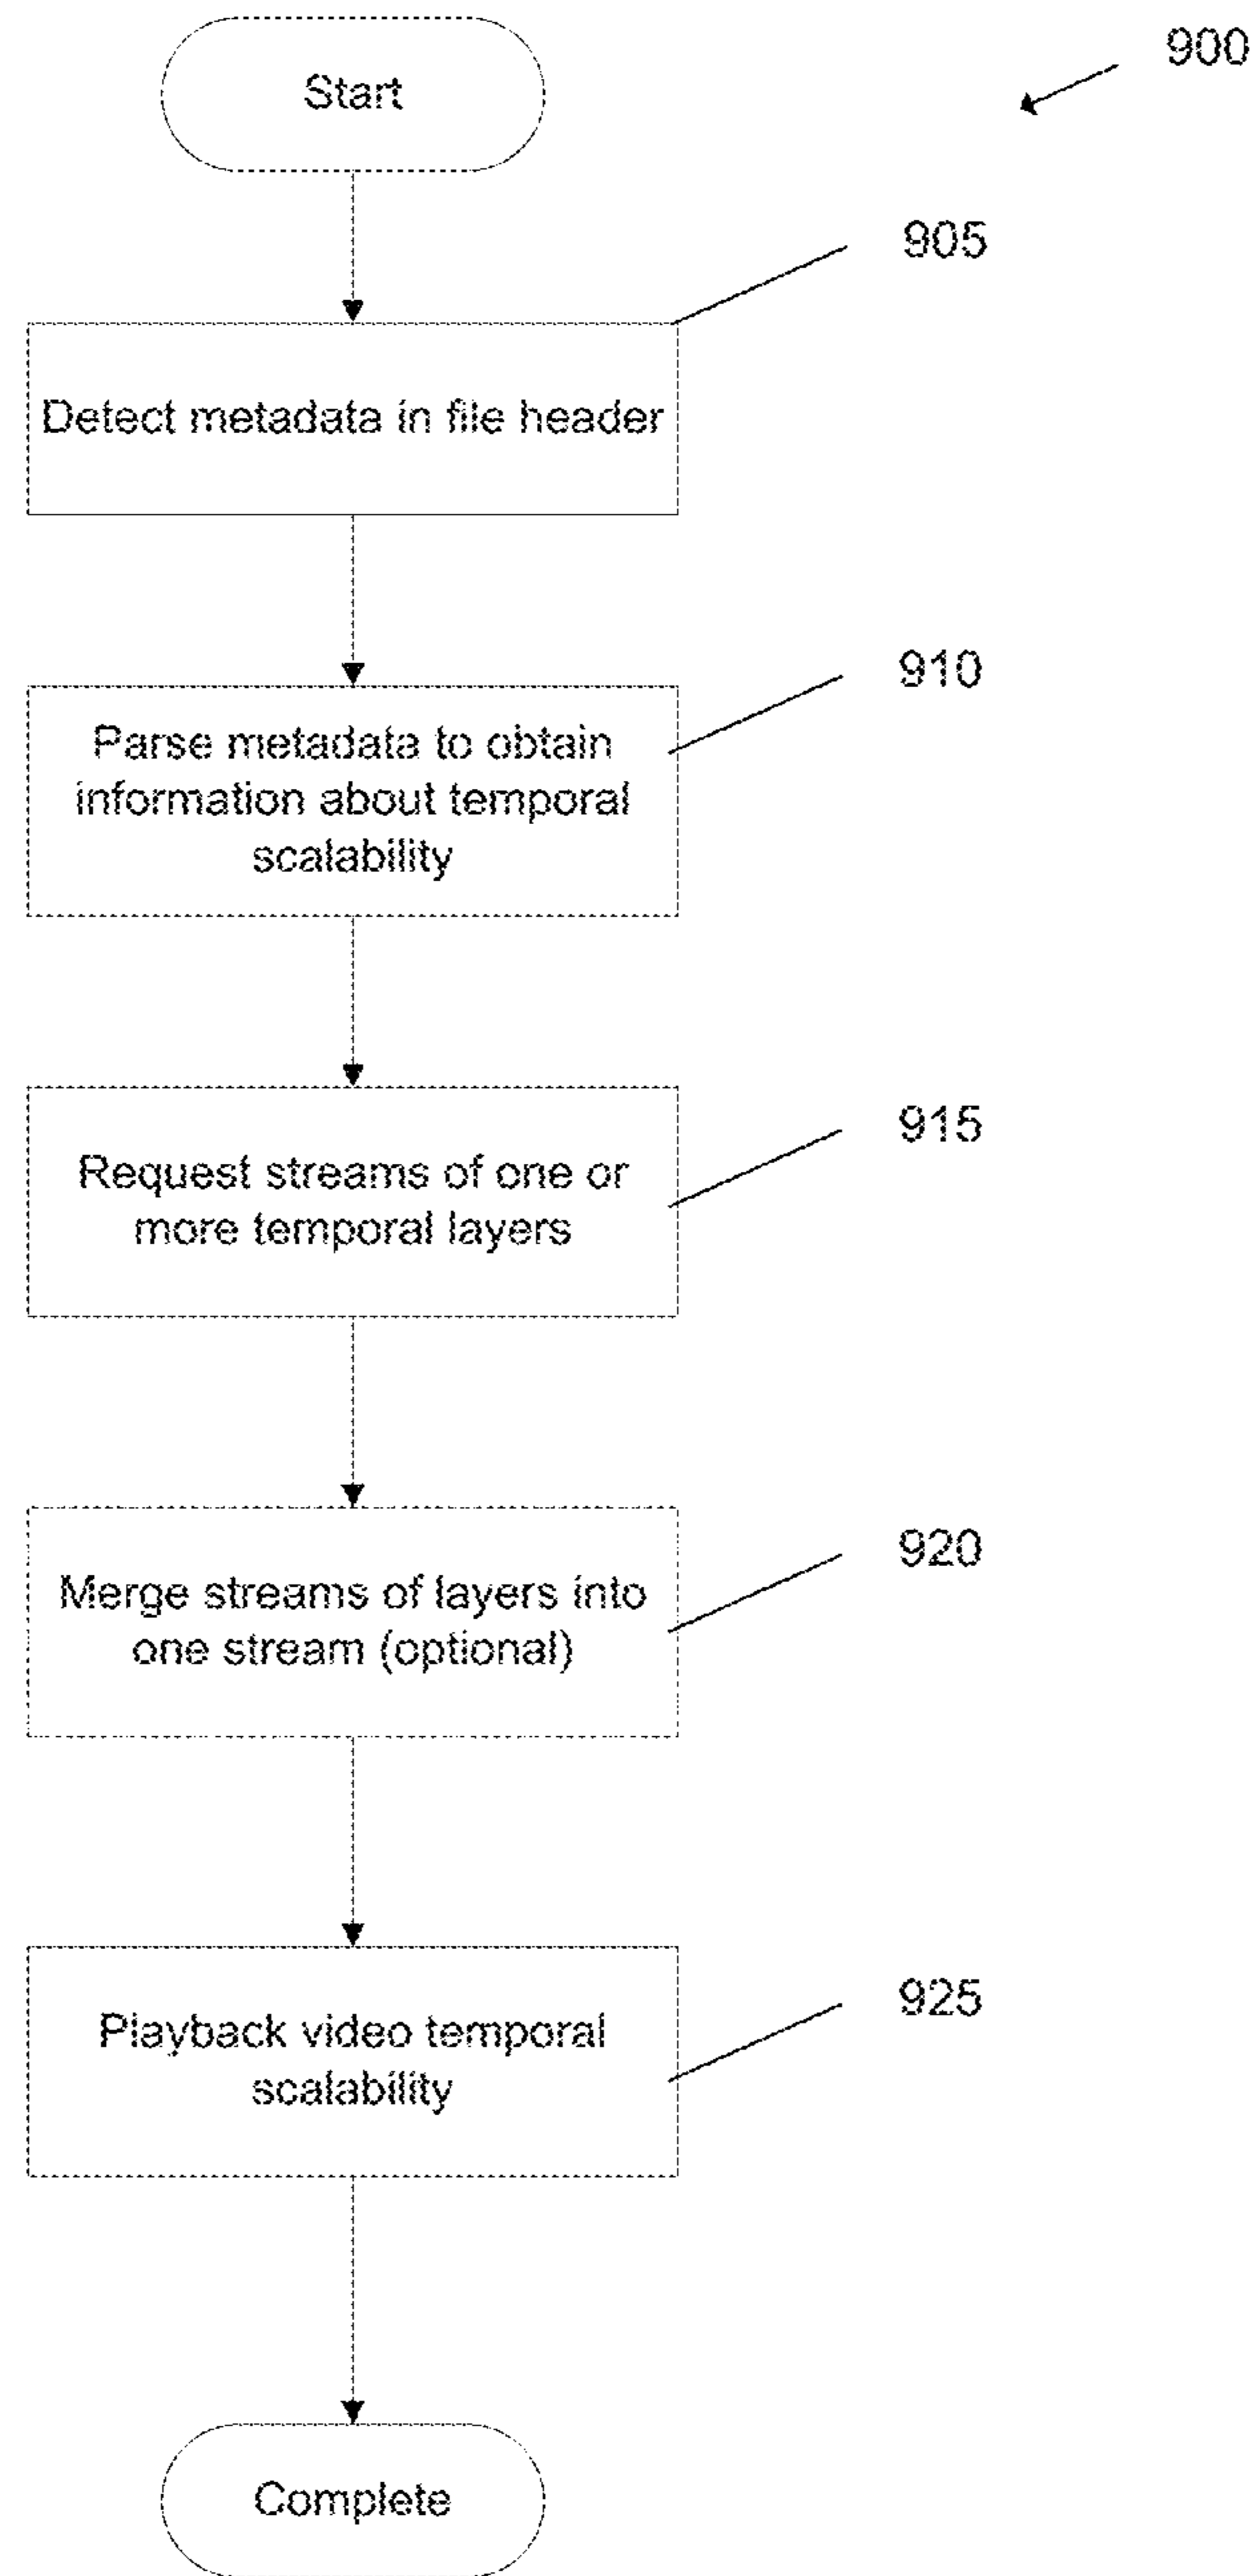 Start
900
905
Detect metadata in file header
910
Parse metadata to obtain
information about temporal
scalability
915
Request streams of one or
more temporal layers
920
Merge streams of layers into
one stream (optional)
925
Playback video temporal
scalability
Complete